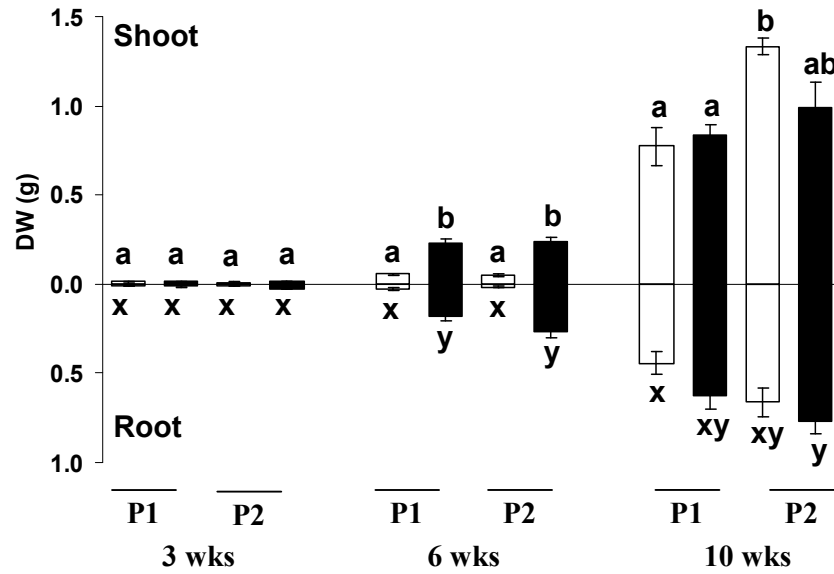 Shoot
DW (g)
1.5
1.0
0.5
0.0
0.5
1.0
a a a a a b a b a a b ab
x x x x x y x y x xy xy y
Root
P1 P2 P1 P2 P1 P2
3 wks 6 wks 10 wks